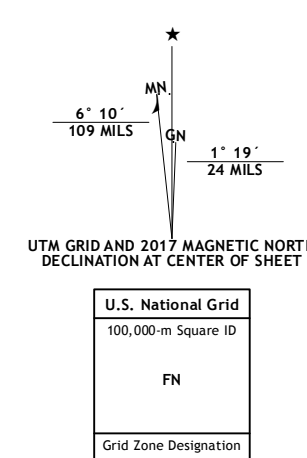 ★
MN
6° 10´
109 MILS
GN
1° 19´
24 MILS
UTM GRID AND 2017 MAGNETIC NORT
DECLINATION AT CENTER OF SHEET
U.S. National Grid
100,000-m Square ID
FN
Grid Zone Designation